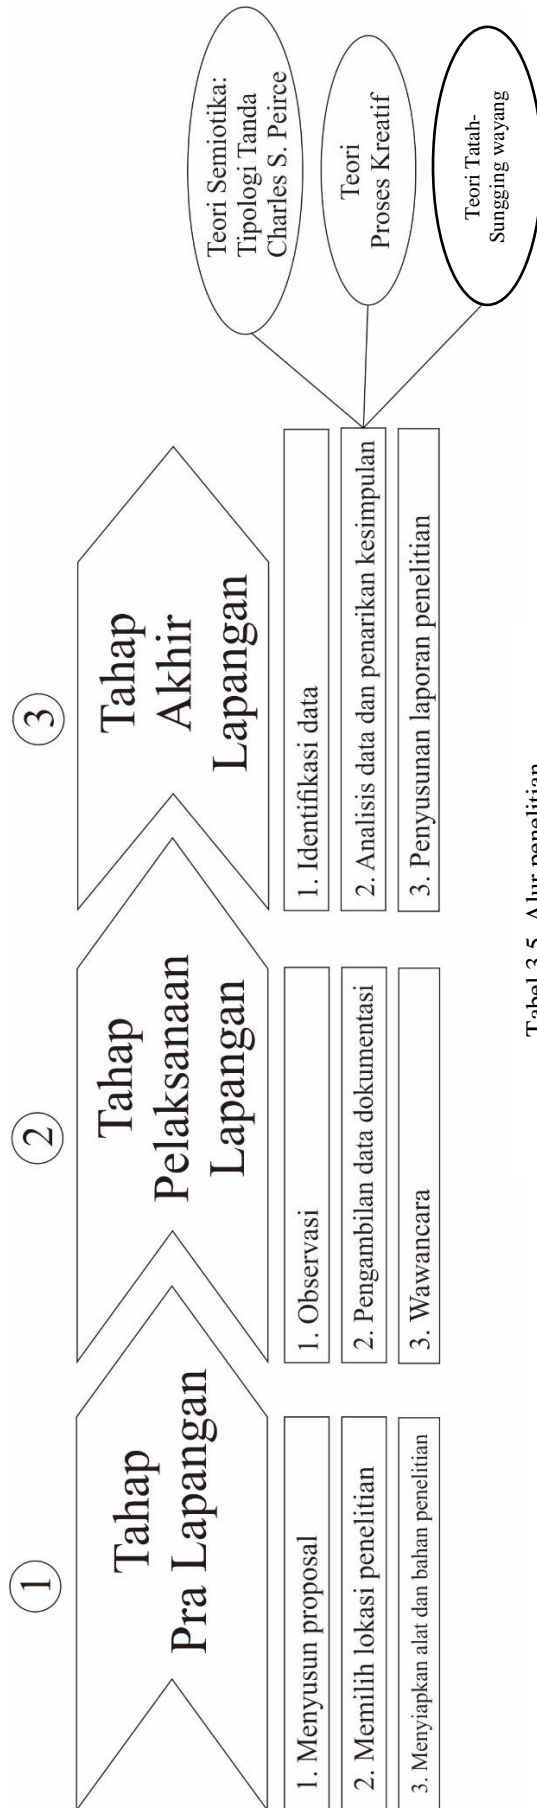 1
Tahap
Pra Lapangan
1. Menyusun proposal
2. Memilih lokasi penelitian
3. Menyiapkan alat dan bahan penelitian
2
Tahap
Pelaksanaan
Lapangan
1. Observasi
2. Pengambilan data dokumentasi
3. Wawancara
3
Tahap
Akhir
Lapangan
1. Identifikasi data
2. Analisis data dan penarikan kesimpulan
3. Penyusunan laporan penelitian
Teori Semiotika:
Tipologi Tanda
Charles S. Peirce
Teori
Proses Kreatif
Teori Tatah-
Sungging wayang
Tabel 3.5. Alur penelitian